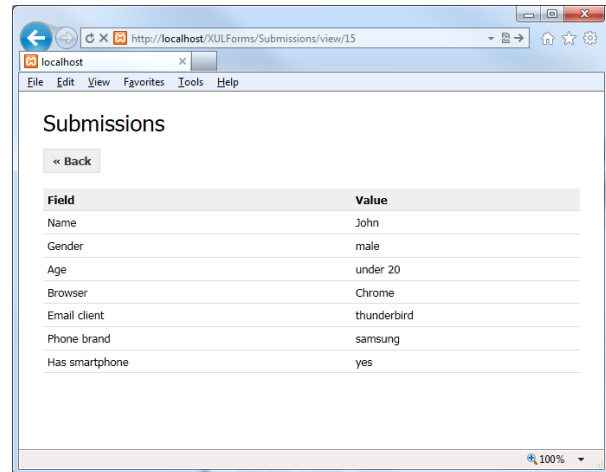 http://localhost/XULForms/Submissions/view/15
localhost
File Edit View Favorites Tools Help
Submissions
« Back
Field Value
Name John
Gender male
Age under 20
Browser Chrome
Email client thunderbird
Phone brand samsung
Has smartphone yes
100%